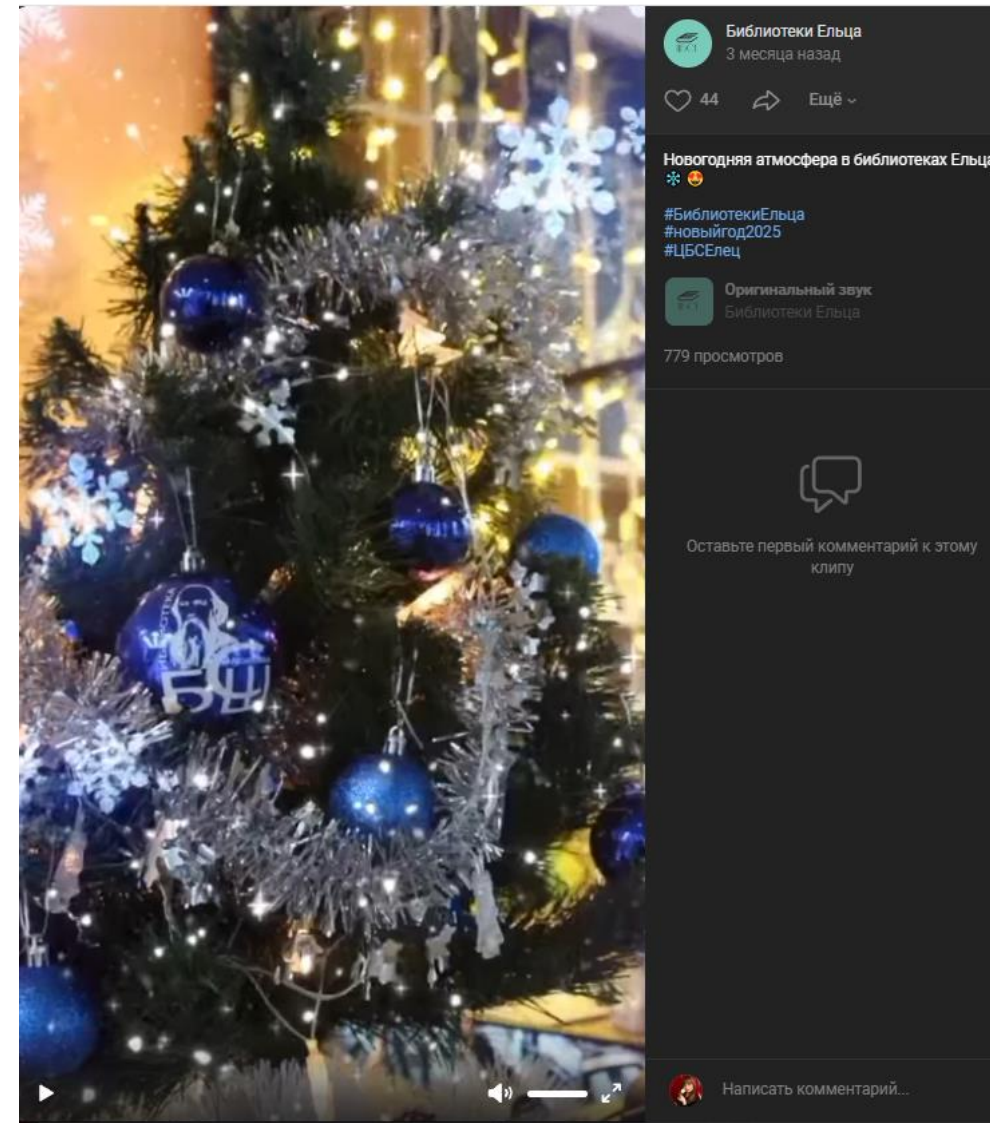 Библиотеки Ельца
3 месяца назад
44
Ещё
Новогодняя атмосфера в библиотеках Ельца
#БиблиотекиЕльца
#новыйгод2025
#ЦБСЕлец
Оригинальный звук
Библиотеки Ельца
779 просмотров
Оставьте первый комментарий к этому
клипу
БШ
Написать комментарий...